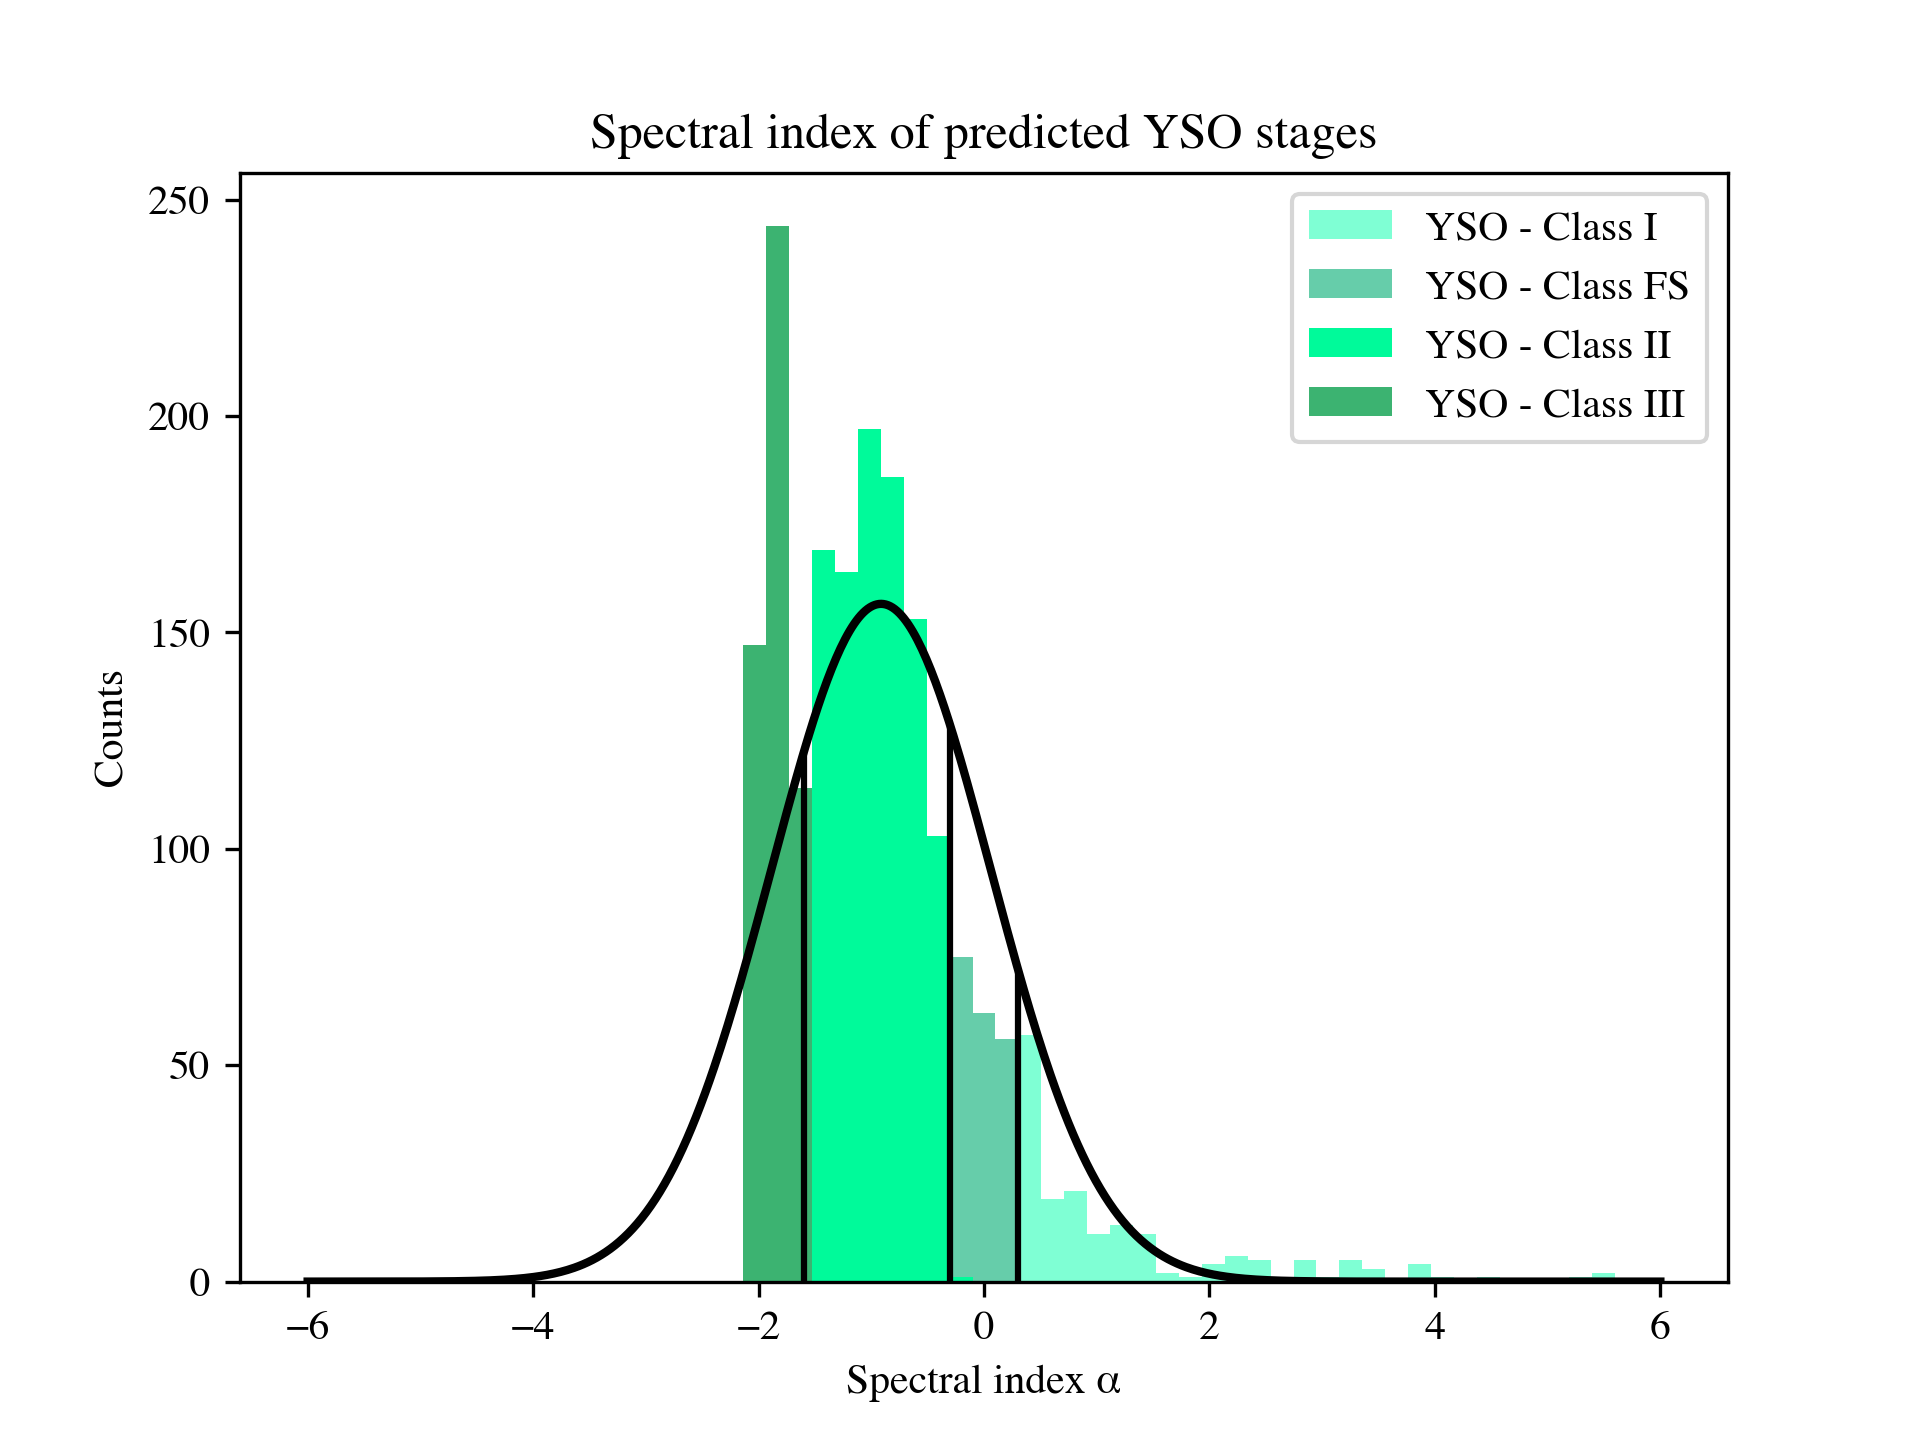 Spectral index of predicted YSO stages
250
200
150
100
50
0
Counts
YSO - Class I
YSO - Class FS
YSO - Class II
YSO - Class III
−6 −4 −2 0 2 4 6
Spectral index α